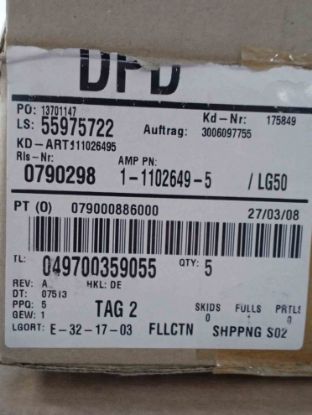 DPD
PO: 13701147 Kd-Nr: 175849
LS: 55975722 Auftrag: 3006097755
KD-ART:111026495
Rls-Nr: AMP PN:
0790298 1-1102649-5 /LG50
PT (O) 079000886000 27/03/08
TL: 049700359055 QTY: 5
REV: A HKL: DE
DT: 07513 TAG 2 SKIDS FULLS PRTLS
PPQ: 5 0 1 0
GEW: 1
LGORT: E-32-17-03 FLLCTN SHPPNG S02